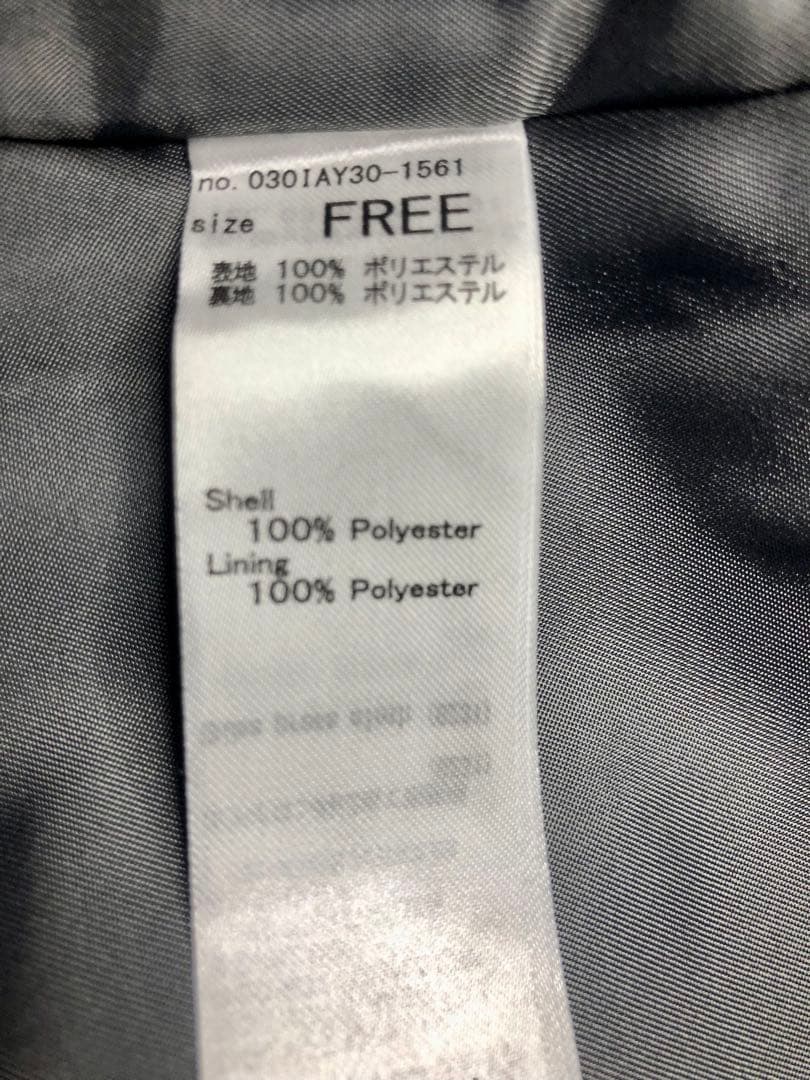 no. 030IAY30-1561
size FREE
表地 100% ポリエステル
裏地 100% ポリエステル
Shell
100% Polyester
Lining
100% Polyester